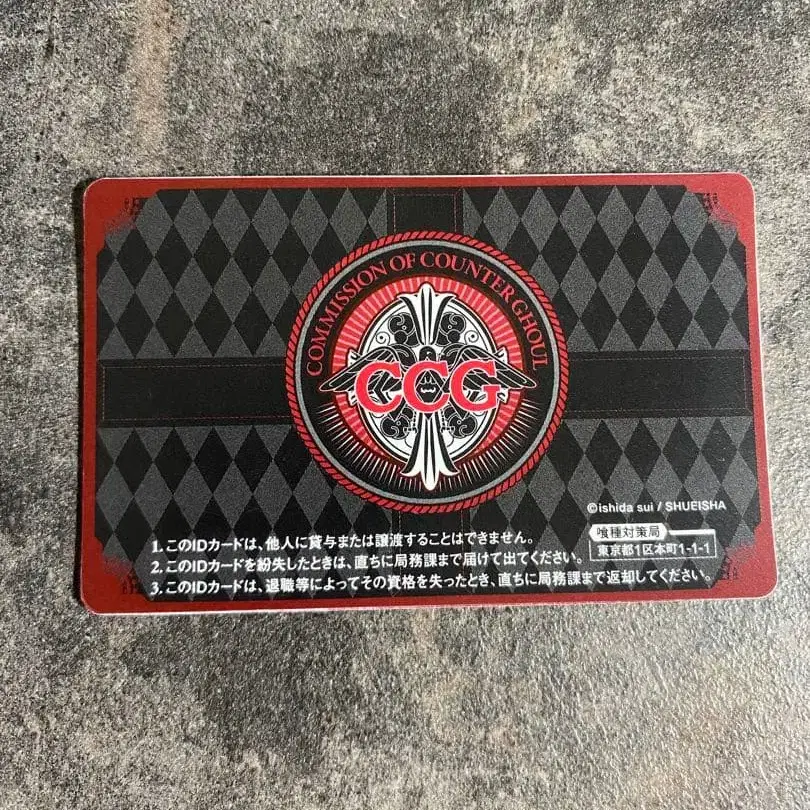 COMMISSION OF COUNTER GHOUL
CCG
©ishida sui / SHUEISHA
喰種対策局
東京都1区本町1-1-1
1. このIDカードは、他人に貸与または譲渡することはできません。
2. このIDカードを紛失したときは、直ちに局務課まで届けて出てください。
3. このIDカードは、退職等によってその資格を失ったとき、直ちに局務課まで返却してください。